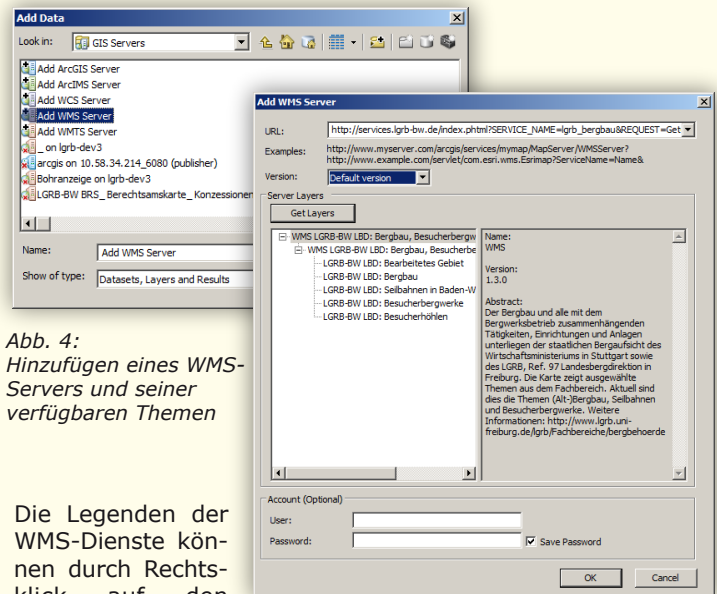 Add Data
Look in: GIS Servers
Add ArcGIS Server
Add ArcIMS Server
Add WCS Server
Add WMS Server
Add WMTS Server
_ on lgrb-dev3
arcgis on 10.58.34.214_6080 (publisher)
Bohranzeige on lgrb-dev3
LGRB-BW BRS_ Berechtsamskarte_ Konzessionen
Name: Add WMS Server
Show of type: Datasets, Layers and Results
Add WMS Server
URL: http://services.lgrb-bw.de/index.phtml?SERVICE_NAME=lgrb_bergbau&REQUEST=Get
Examples: http://www.myserver.com/arcgis/services/mymap/MapServer/WMSServer?
http://www.example.com/servlet/com.esri.wms.Esrimap?ServiceName=Name&
Version: Default version
Server Layers
Get Layers
WMS LGRB-BW LBD: Bergbau, Besucherbergw
WMS LGRB-BW LBD: Bergbau, Besucherbe
LGRB-BW LBD: Bearbeitetes Gebiet
LGRB-BW LBD: Bergbau
LGRB-BW LBD: Seilbahnen in Baden-W
LGRB-BW LBD: Besucherbergwerke
LGRB-BW LBD: Besucherhöhlen
Name:
WMS
Version:
1.3.0
Abstract:
Der Bergbau und alle mit dem
Bergwerksbetrieb zusammenhängenden
Tätigkeiten, Einrichtungen und Anlagen
unterliegen der staatlichen Bergaufsicht des
Wirtschaftsministeriums in Stuttgart sowie
des LGRB, Ref. 97 Landesbergdirektion in
Freiburg. Die Karte zeigt ausgewählte
Themen aus dem Fachbereich. Aktuell sind
dies die Themen (Alt-)Bergbau, Seilbahnen
und Besucherbergwerke. Weitere
Informationen: http://www.lgrb.uni-
freiburg.de/lgrb/Fachbereiche/bergbehoerde
Account (Optional)
User:
Password:
Save Password
OK Cancel
Abb. 4:
Hinzufügen eines WMS-
Servers und seiner
verfügbaren Themen
Die Legenden der
WMS-Dienste kön-
nen durch Rechts-
klick auf den